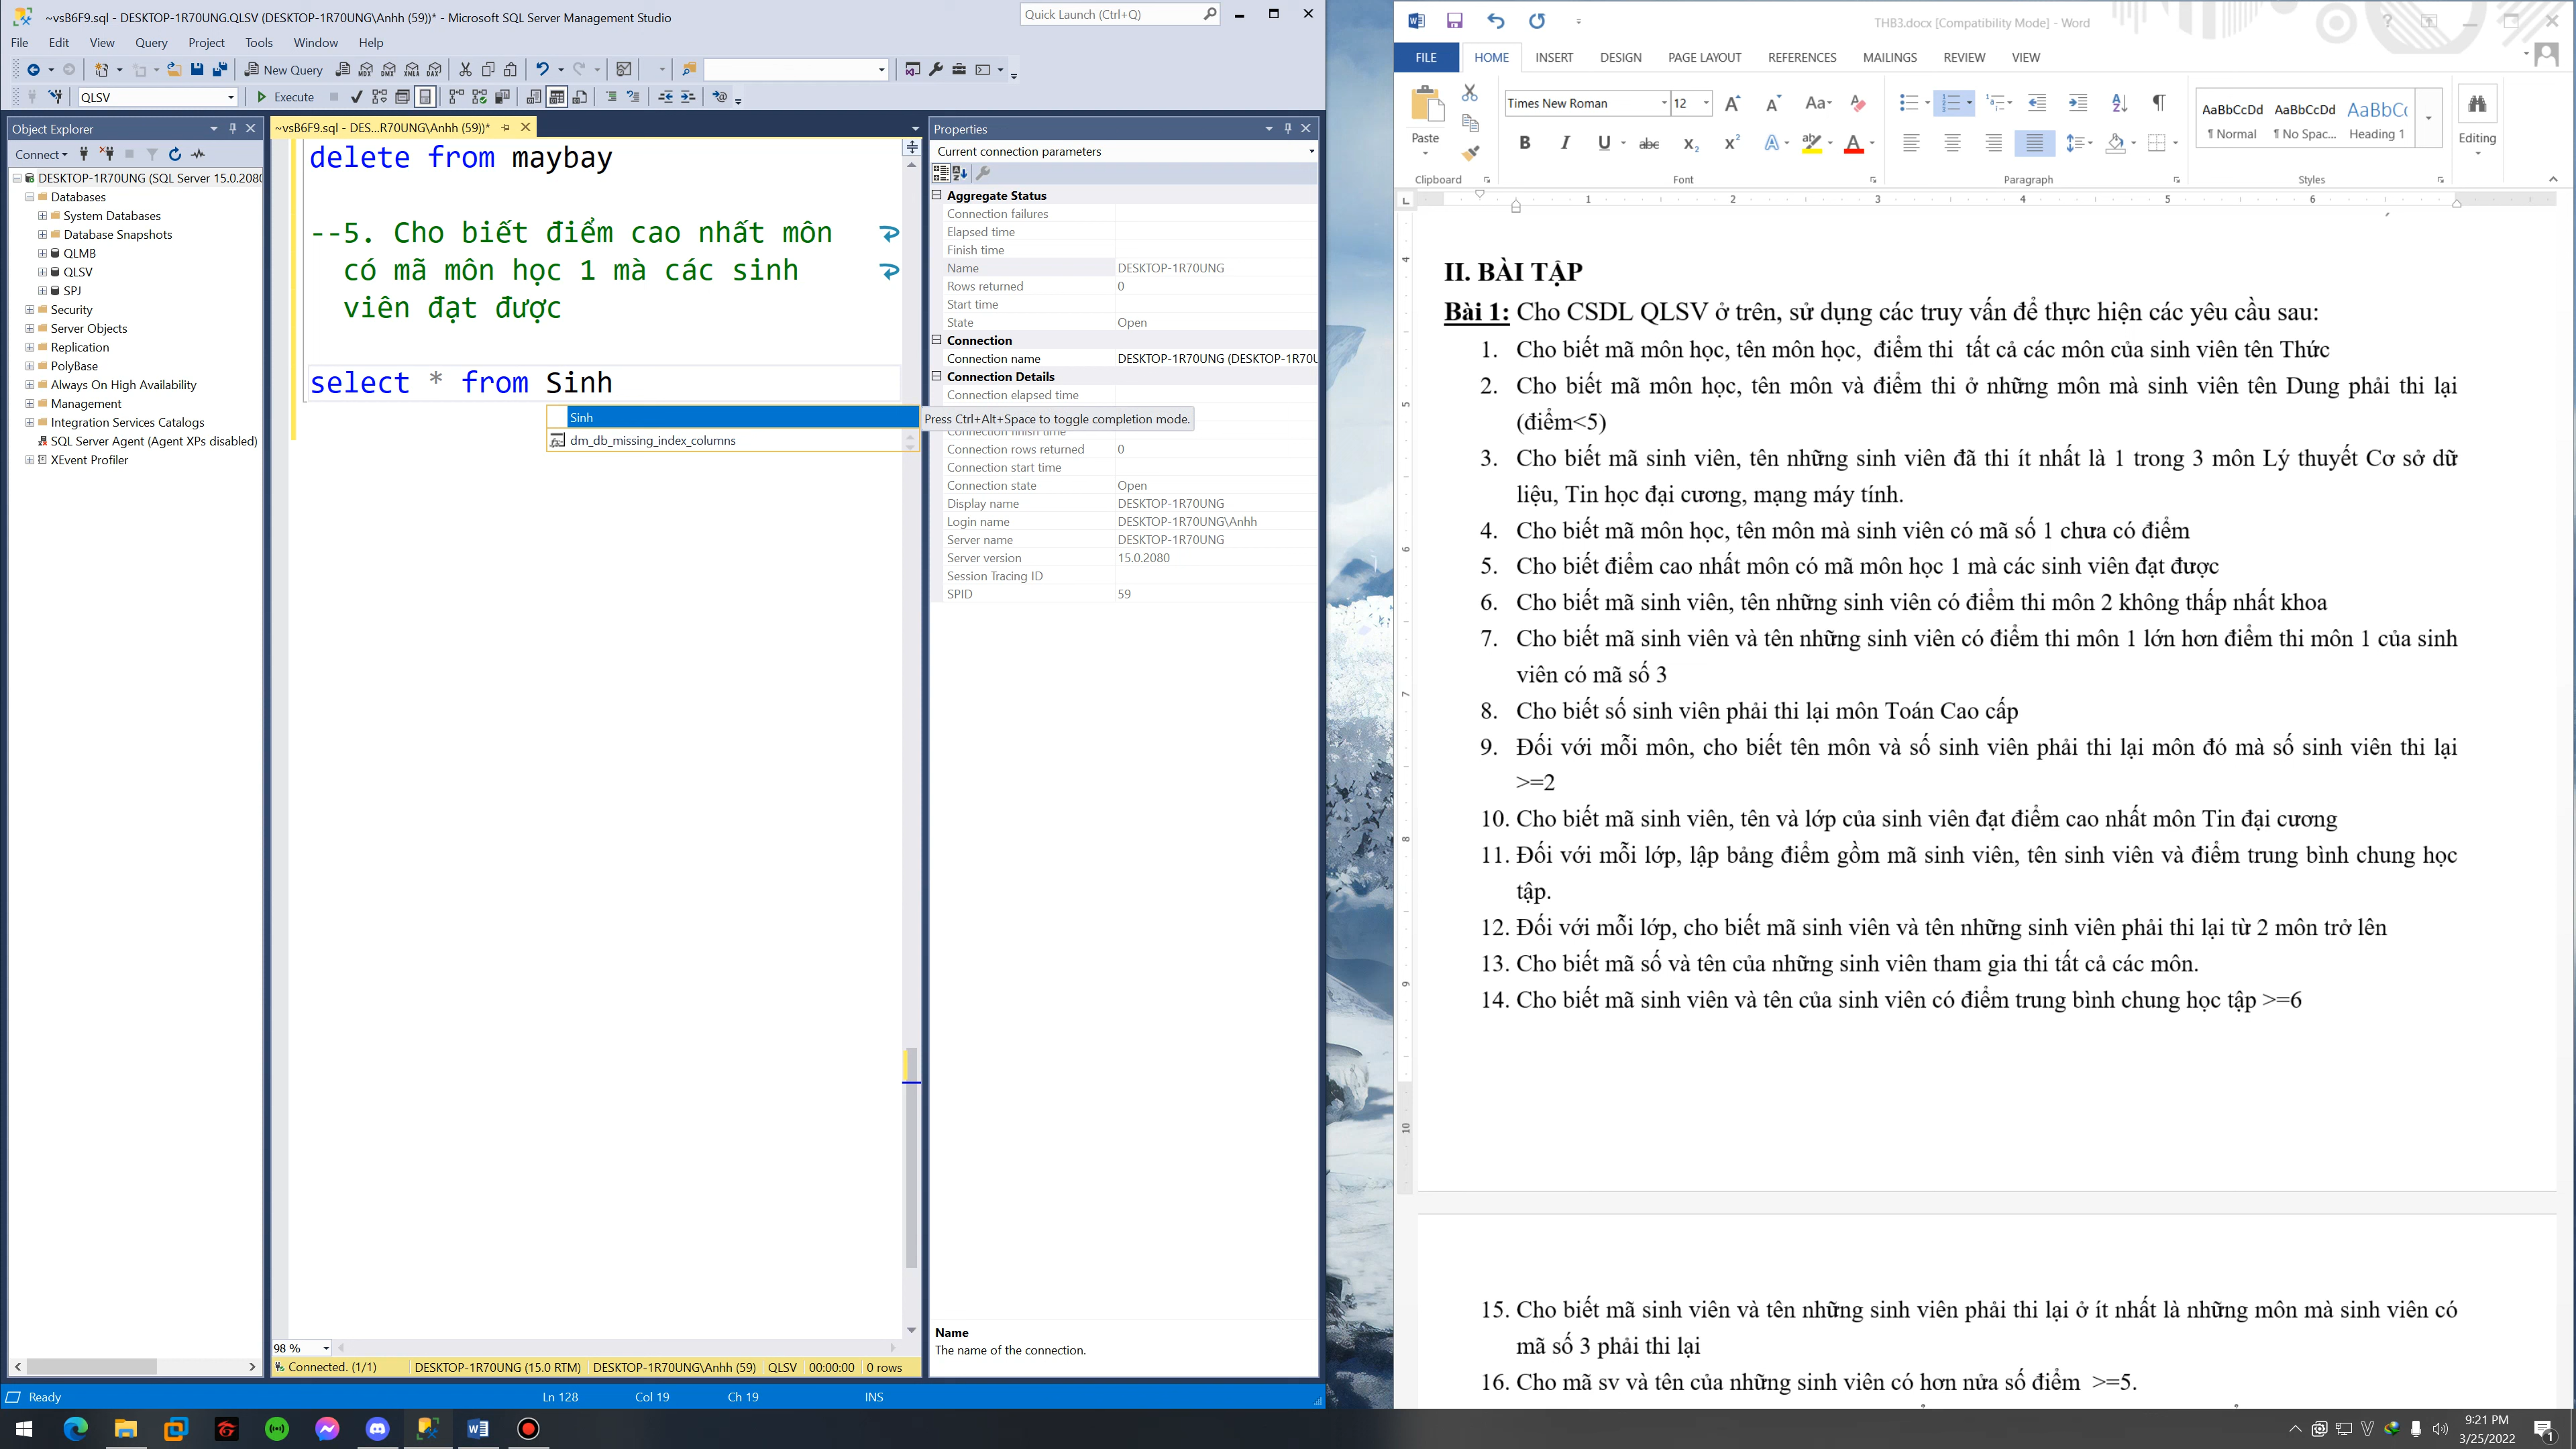 ~vsB6F9.sql - DESKTOP-1R70UNG.QLSV (DESKTOP-1R70UNG\Anhh (59))* - Microsoft SQL Server Management Studio
Quick Launch (Ctrl+Q)
File Edit View Query Project Tools Window Help
New Query
QLSV
Execute
Object Explorer
Connect
DESKTOP-1R70UNG (SQL Server 15.0.2080
Databases
System Databases
Database Snapshots
QLMB
QLSV
SPJ
Security
Server Objects
Replication
PolyBase
Always On High Availability
Management
Integration Services Catalogs
SQL Server Agent (Agent XPs disabled)
XEvent Profiler
~vsB6F9.sql - DES...R70UNG\Anhh (59))*
delete from maybay
--5. Cho biết điểm cao nhất môn
có mã môn học 1 mà các sinh
viên đạt được
select * from Sinh
Sinh
dm_db_missing_index_columns
Press Ctrl+Alt+Space to toggle completion mode.
98 %
Connected. (1/1)
DESKTOP-1R70UNG (15.0 RTM)
DESKTOP-1R70UNG\Anhh (59)
QLSV
00:00:00
0 rows
Properties
Current connection parameters
Aggregate Status
Connection failures
Elapsed time
Finish time
Name DESKTOP-1R70UNG
Rows returned 0
Start time
State Open
Connection
Connection name DESKTOP-1R70UNG (DESKTOP-1R70U
Connection Details
Connection elapsed time
Connection finish time
Connection rows returned 0
Connection start time
Connection state Open
Display name DESKTOP-1R70UNG
Login name DESKTOP-1R70UNG\Anhh
Server name DESKTOP-1R70UNG
Server version 15.0.2080
Session Tracing ID
SPID 59
Name
The name of the connection.
Ready
Ln 128
Col 19
Ch 19
INS
THB3.docx [Compatibility Mode] - Word
FILE HOME INSERT DESIGN PAGE LAYOUT REFERENCES MAILINGS REVIEW VIEW
Paste
Clipboard
Times New Roman
12
Font
Paragraph
AaBbCcDd
¶ Normal
AaBbCcDd
¶ No Spac...
AaBbC(
Heading 1
Styles
Editing
1 2 3 4 5 6
4
5
6
7
8
9
10
II. BÀI TẬP
Bài 1: Cho CSDL QLSV ở trên, sử dụng các truy vấn để thực hiện các yêu cầu sau:
1. Cho biết mã môn học, tên môn học, điểm thi tất cả các môn của sinh viên tên Thức
2. Cho biết mã môn học, tên môn và điểm thi ở những môn mà sinh viên tên Dung phải thi lại
(điểm<5)
3. Cho biết mã sinh viên, tên những sinh viên đã thi ít nhất là 1 trong 3 môn Lý thuyết Cơ sở dữ
liệu, Tin học đại cương, mạng máy tính.
4. Cho biết mã môn học, tên môn mà sinh viên có mã số 1 chưa có điểm
5. Cho biết điểm cao nhất môn có mã môn học 1 mà các sinh viên đạt được
6. Cho biết mã sinh viên, tên những sinh viên có điểm thi môn 2 không thấp nhất khoa
7. Cho biết mã sinh viên và tên những sinh viên có điểm thi môn 1 lớn hơn điểm thi môn 1 của sinh
viên có mã số 3
8. Cho biết số sinh viên phải thi lại môn Toán Cao cấp
9. Đối với mỗi môn, cho biết tên môn và số sinh viên phải thi lại môn đó mà số sinh viên thi lại
>=2
10. Cho biết mã sinh viên, tên và lớp của sinh viên đạt điểm cao nhất môn Tin đại cương
11. Đối với mỗi lớp, lập bảng điểm gồm mã sinh viên, tên sinh viên và điểm trung bình chung học
tập.
12. Đối với mỗi lớp, cho biết mã sinh viên và tên những sinh viên phải thi lại từ 2 môn trở lên
13. Cho biết mã số và tên của những sinh viên tham gia thi tất cả các môn.
14. Cho biết mã sinh viên và tên của sinh viên có điểm trung bình chung học tập >=6
15. Cho biết mã sinh viên và tên những sinh viên phải thi lại ở ít nhất là những môn mà sinh viên có
mã số 3 phải thi lại
16. Cho mã sv và tên của những sinh viên có hơn nửa số điểm >=5.
9:21 PM
3/25/2022
1